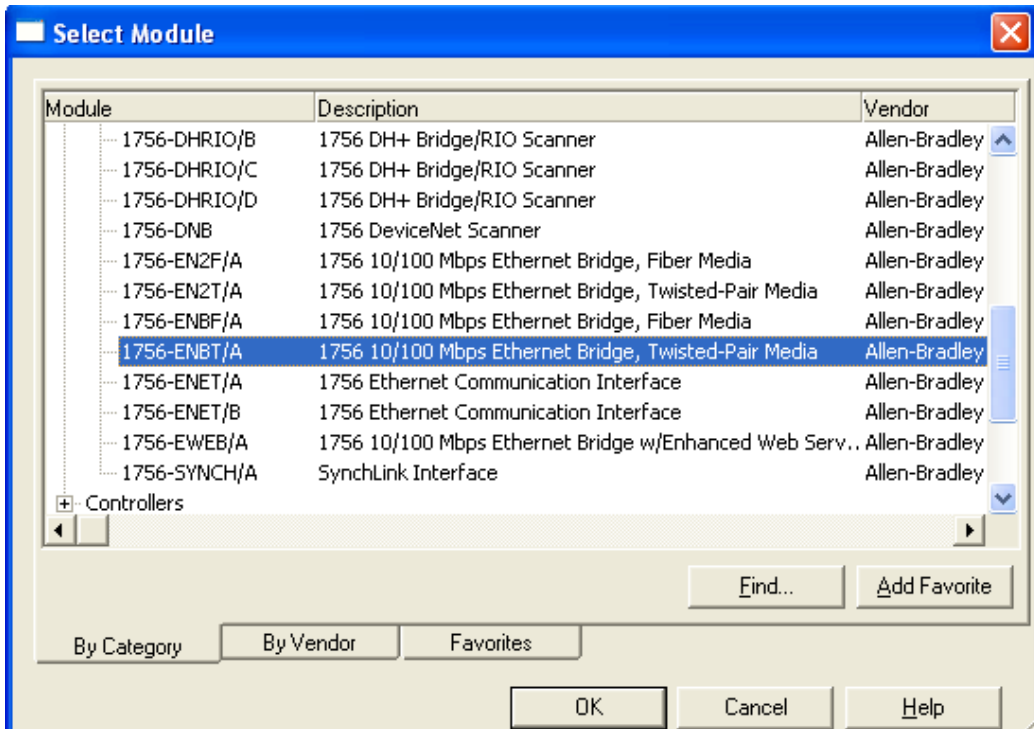 Select Module
Module Description Vendor
1756-DHRIO/B 1756 DH+ Bridge/RIO Scanner Allen-Bradley
1756-DHRIO/C 1756 DH+ Bridge/RIO Scanner Allen-Bradley
1756-DHRIO/D 1756 DH+ Bridge/RIO Scanner Allen-Bradley
1756-DNB 1756 DeviceNet Scanner Allen-Bradley
1756-EN2F/A 1756 10/100 Mbps Ethernet Bridge, Fiber Media Allen-Bradley
1756-EN2T/A 1756 10/100 Mbps Ethernet Bridge, Twisted-Pair Media Allen-Bradley
1756-ENBF/A 1756 10/100 Mbps Ethernet Bridge, Fiber Media Allen-Bradley
1756-ENBT/A 1756 10/100 Mbps Ethernet Bridge, Twisted-Pair Media Allen-Bradley
1756-ENET/A 1756 Ethernet Communication Interface Allen-Bradley
1756-ENET/B 1756 Ethernet Communication Interface Allen-Bradley
1756-EWEB/A 1756 10/100 Mbps Ethernet Bridge w/Enhanced Web Serv... Allen-Bradley
1756-SYNCH/A SynchLink Interface Allen-Bradley
Controllers
Find... Add Favorite
By Category By Vendor Favorites
OK Cancel Help